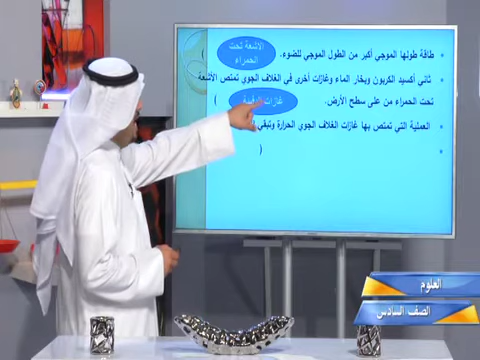 طاقة طولها الموجي أكبر من الطول الموجي للضوء. (
الأشعة تحت الحمراء
ثاني أكسيد الكربون وبخار الماء وغازات أخرى في الغلاف الجوي تمتص الأشعة
تحت الحمراء من على سطح الأرض. (
غازات
العملية التي تمتص بها غازات الغلاف الجوي الحرارة وتبقي
(
العلوم
الصف السادس